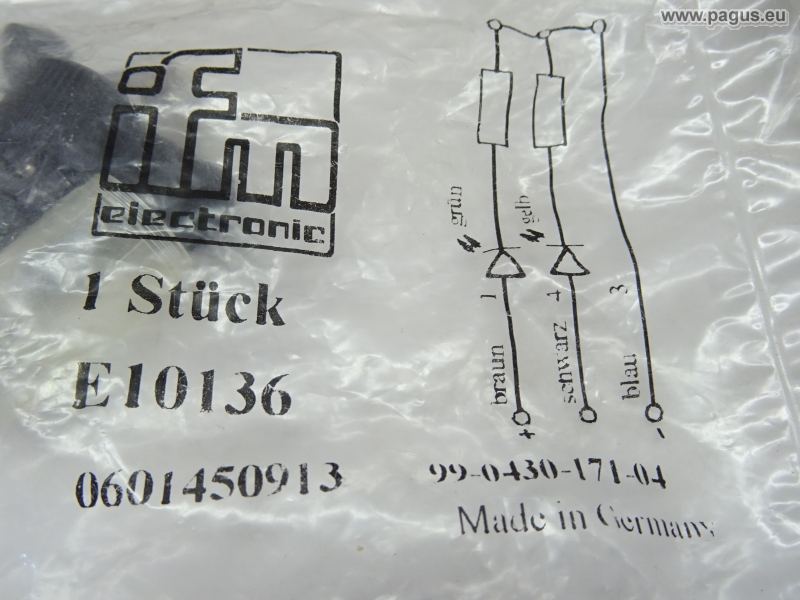 www.pagus.eu
ifm
electronic
1 Stück
E10136
0601450913
grün
gelb
1
4
3
braun
schwarz
blau
+
-
99-0430-171-04
Made in Germany